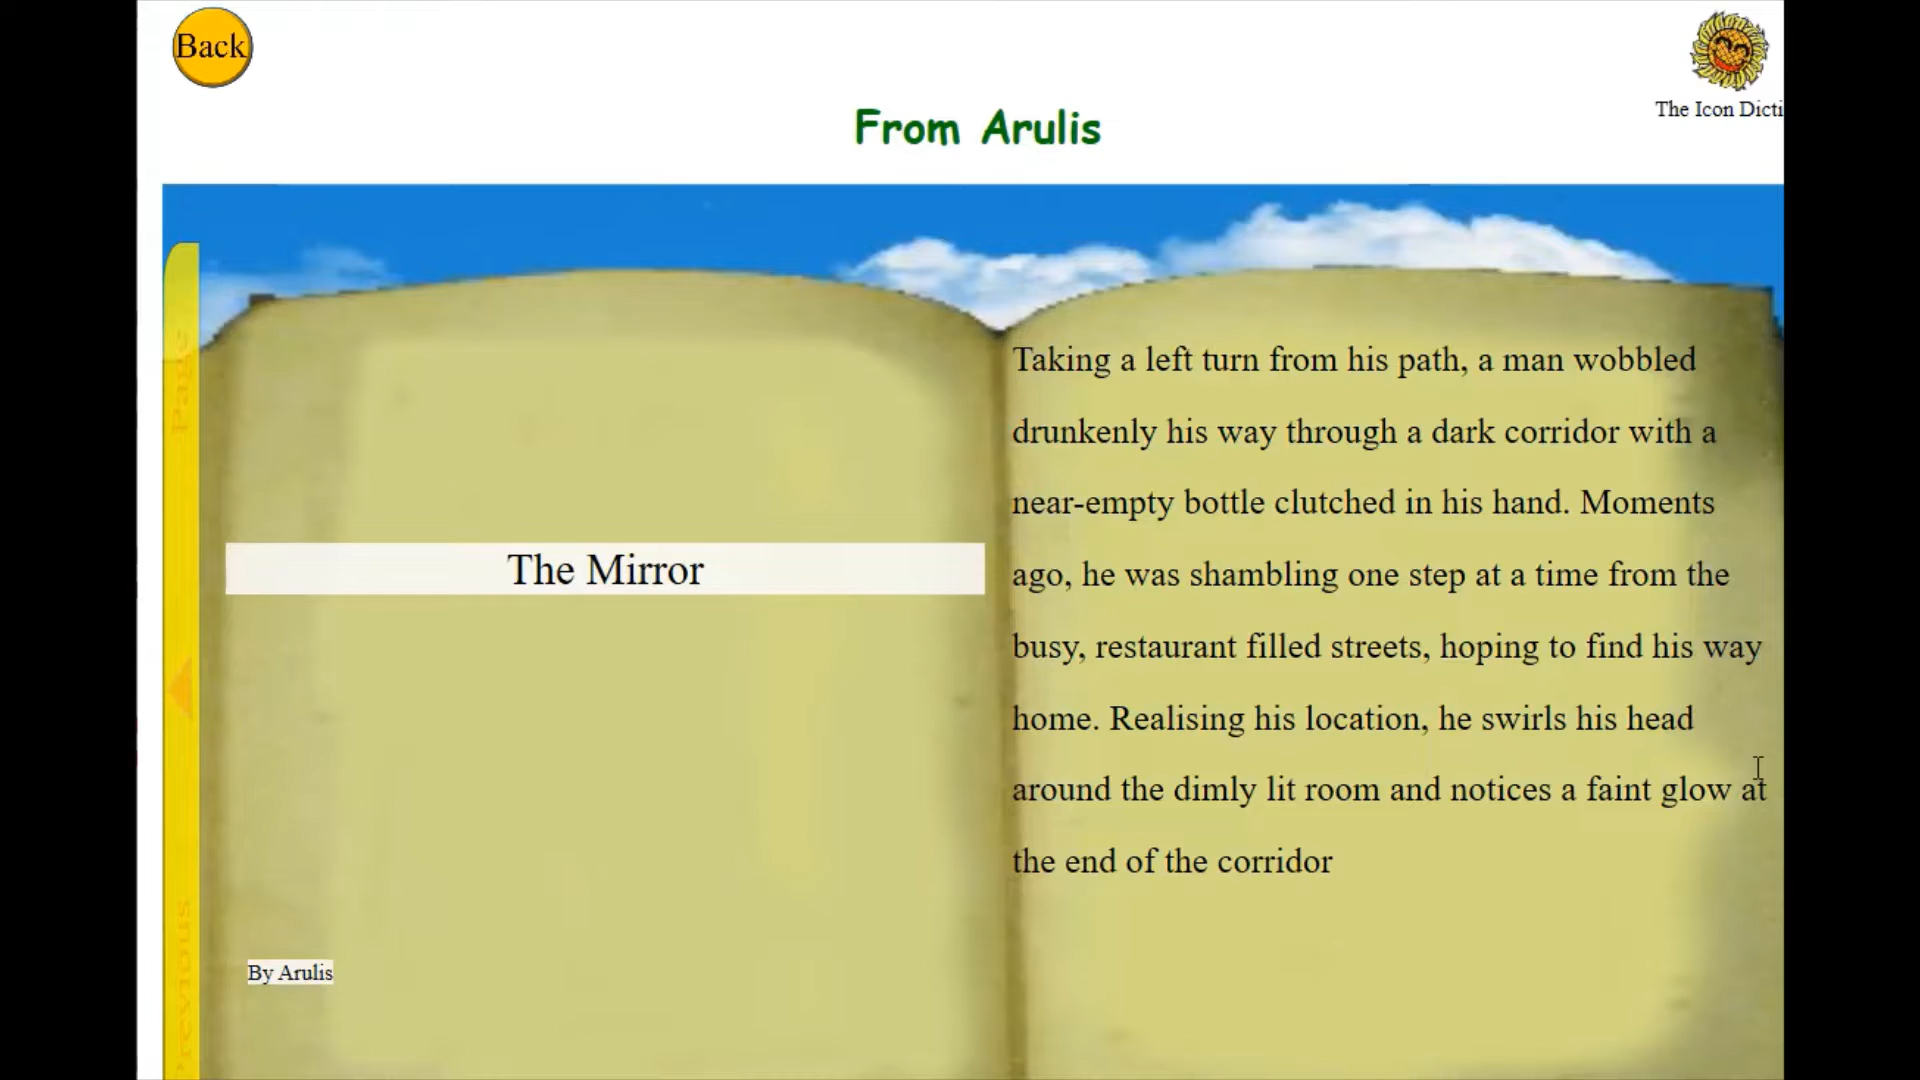 Back
The Icon Dicti
From Arulis
Page
Previous
The Mirror
By Arulis
Taking a left turn from his path, a man wobbled
drunkenly his way through a dark corridor with a
near-empty bottle clutched in his hand. Moments
ago, he was shambling one step at a time from the
busy, restaurant filled streets, hoping to find his way
home. Realising his location, he swirls his head
around the dimly lit room and notices a faint glow at
the end of the corridor